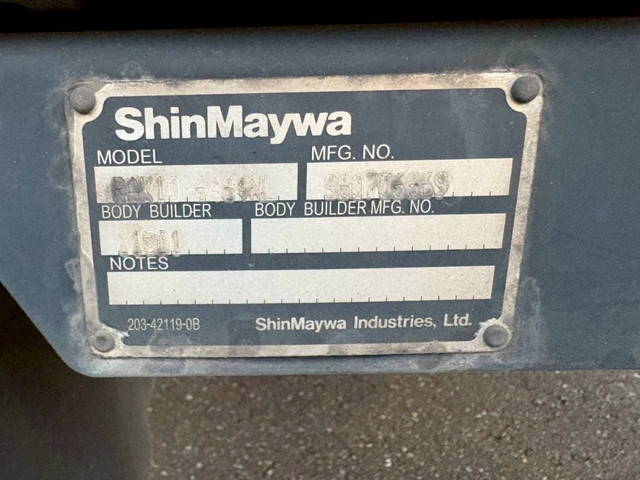 ShinMaywa
MODEL MFG. NO.
BODY BUILDER BODY BUILDER MFG. NO.
NOTES
203-42119-0B ShinMaywa Industries, Ltd.